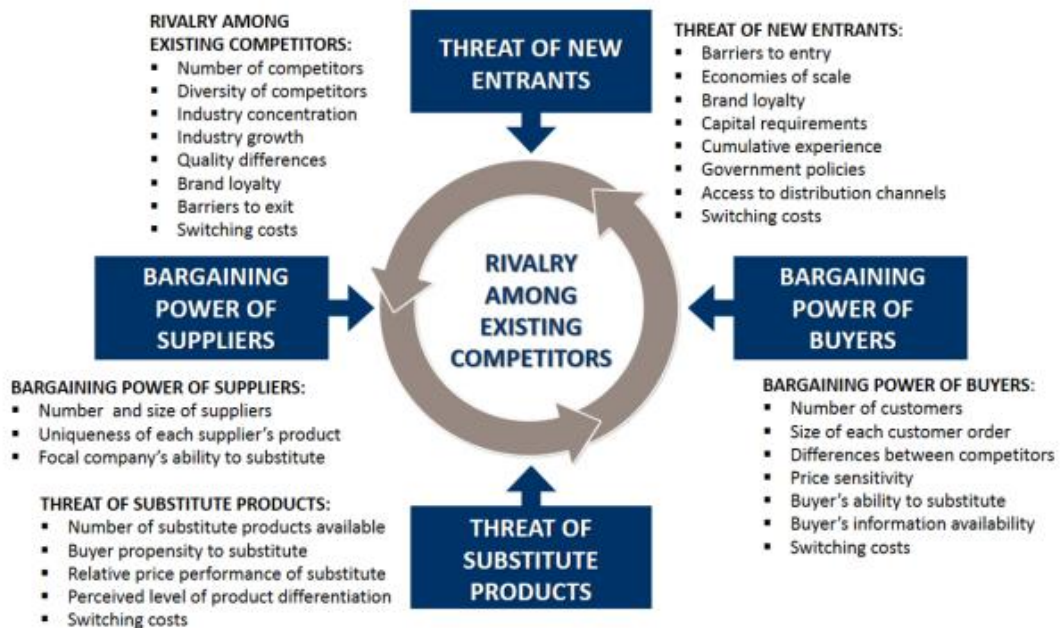 RIVALRY AMONG
EXISTING COMPETITORS:
▪ Number of competitors
▪ Diversity of competitors
▪ Industry concentration
▪ Industry growth
▪ Quality differences
▪ Brand loyalty
▪ Barriers to exit
▪ Switching costs
THREAT OF NEW
ENTRANTS
THREAT OF NEW ENTRANTS:
▪ Barriers to entry
▪ Economies of scale
▪ Brand loyalty
▪ Capital requirements
▪ Cumulative experience
▪ Government policies
▪ Access to distribution channels
▪ Switching costs
BARGAINING
POWER OF
SUPPLIERS
RIVALRY
AMONG
EXISTING
COMPETITORS
BARGAINING
POWER OF
BUYERS
BARGAINING POWER OF SUPPLIERS:
▪ Number and size of suppliers
▪ Uniqueness of each supplier's product
▪ Focal company's ability to substitute
BARGAINING POWER OF BUYERS:
▪ Number of customers
▪ Size of each customer order
▪ Differences between competitors
▪ Price sensitivity
▪ Buyer's ability to substitute
▪ Buyer's information availability
▪ Switching costs
THREAT OF SUBSTITUTE PRODUCTS:
▪ Number of substitute products available
▪ Buyer propensity to substitute
▪ Relative price performance of substitute
▪ Perceived level of product differentiation
▪ Switching costs
THREAT OF
SUBSTITUTE
PRODUCTS